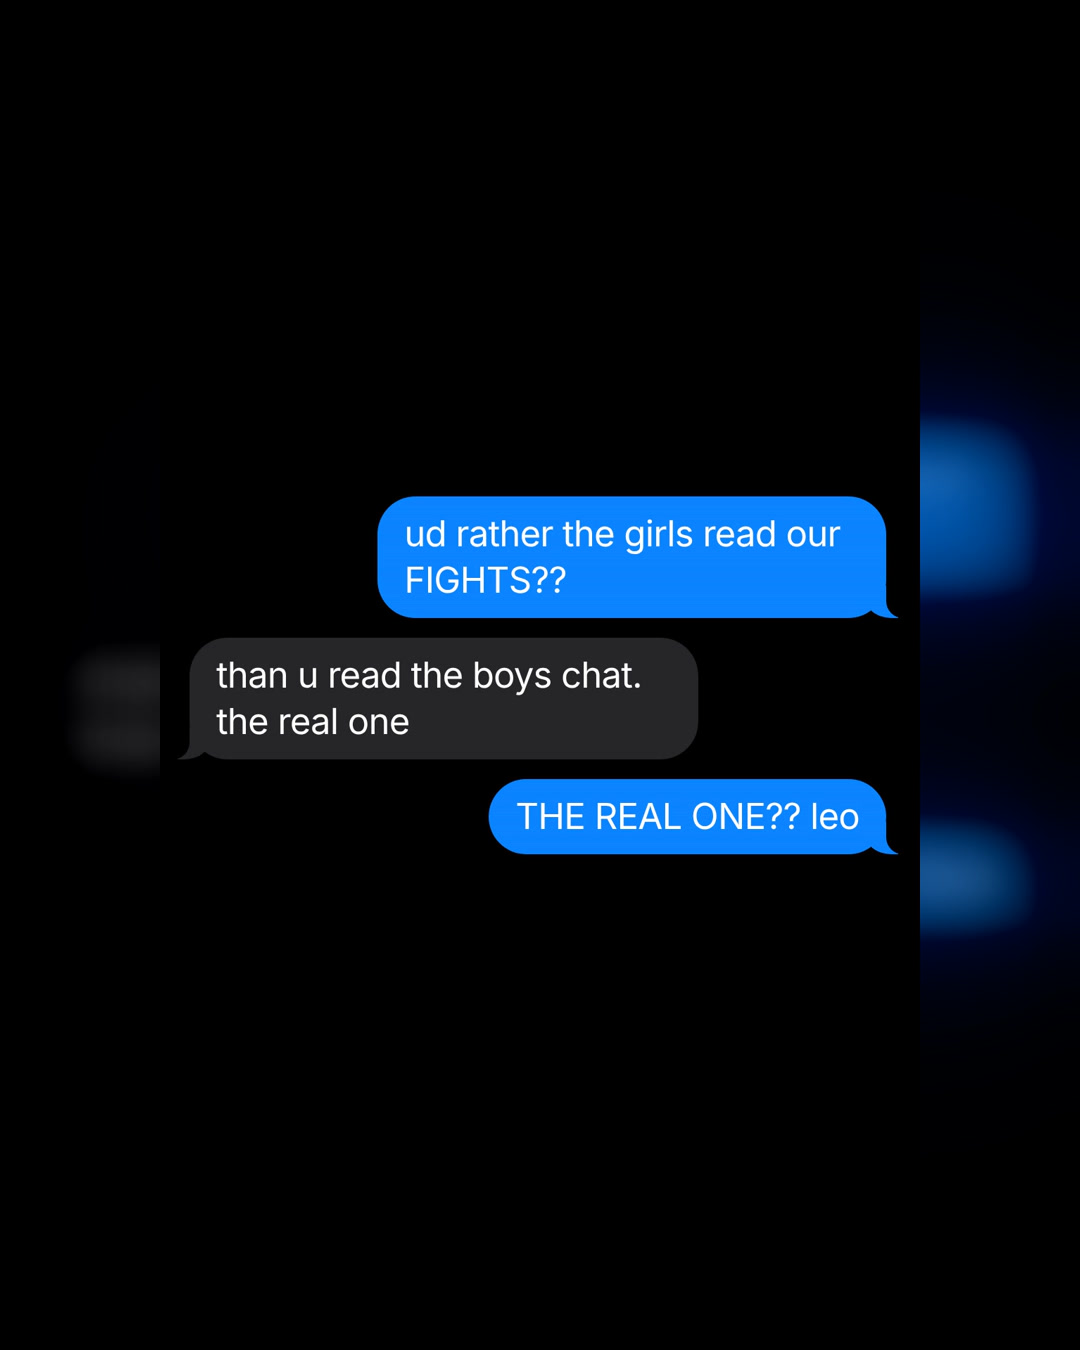 ud rather the girls read our
FIGHTS??
than u read the boys chat.
the real one
THE REAL ONE?? leo